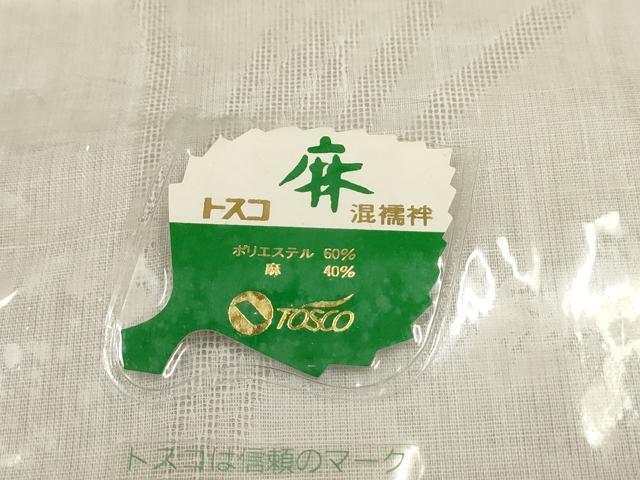 麻
トスコ 混襦袢
ポリエステル 60%
麻 40%
TOSCO
トスコは信頼のマーク